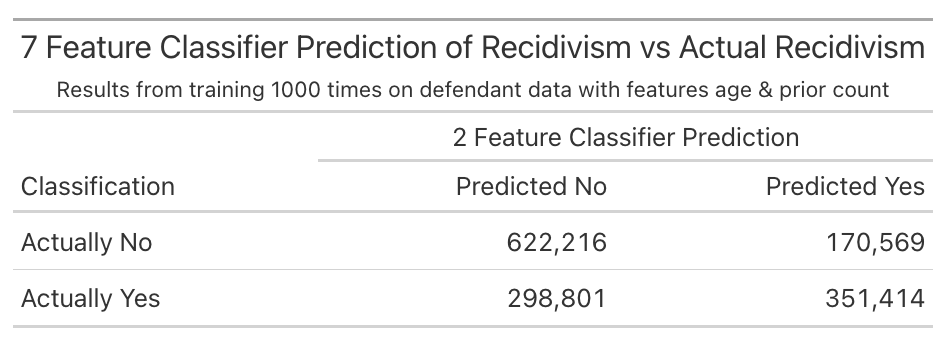 7 Feature Classifier Prediction of Recidivism vs Actual Recidivism
Results from training 1000 times on defendant data with features age & prior count
2 Feature Classifier Prediction
Classification Predicted No Predicted Yes
Actually No 622,216 170,569
Actually Yes 298,801 351,414